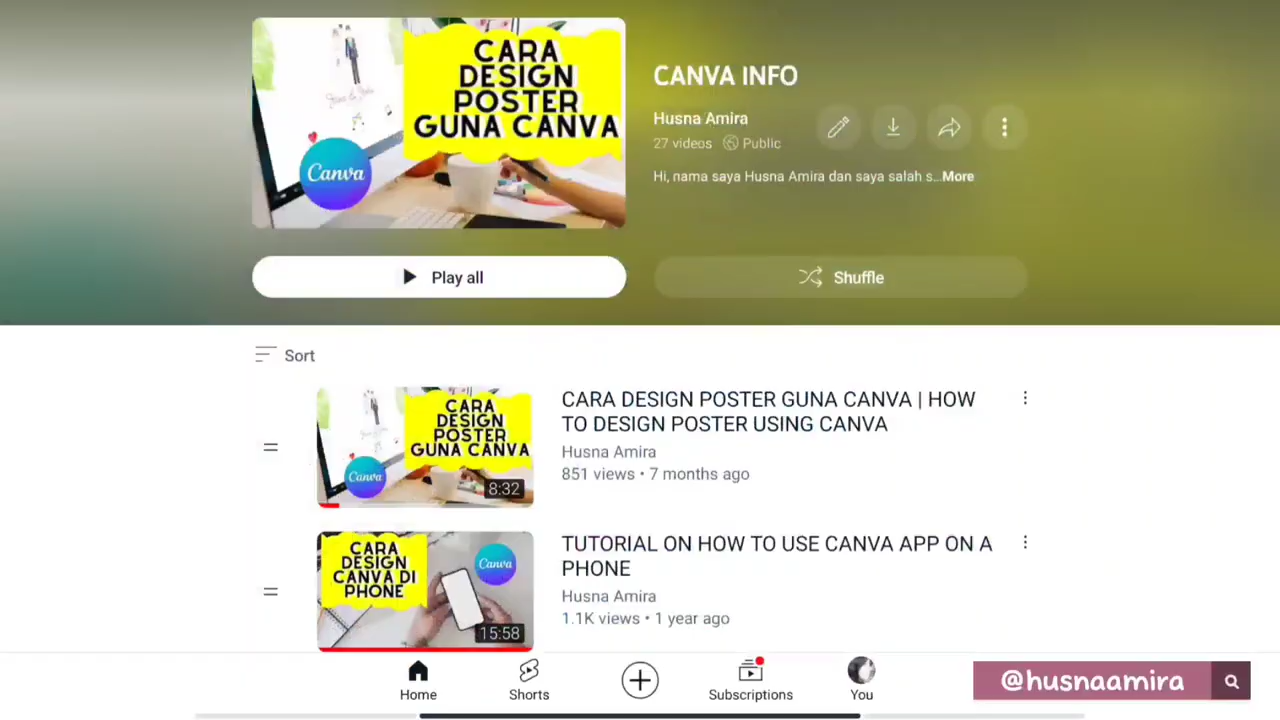 CARA
DESIGN
POSTER
GUNA CANVA
Canva
CANVA INFO
Husna Amira
27 videos Public
Hi, nama saya Husna Amira dan saya salah s...More
Play all
Shuffle
Sort
CARA
DESIGN
POSTER
GUNA CANVA
Canva
8:32
CARA DESIGN POSTER GUNA CANVA | HOW
TO DESIGN POSTER USING CANVA
Husna Amira
851 views • 7 months ago
CARA
DESIGN
CANVA DI
PHONE
Canva
15:58
TUTORIAL ON HOW TO USE CANVA APP ON A
PHONE
Husna Amira
1.1K views • 1 year ago
Home
Shorts
Subscriptions
You
@husnaamira